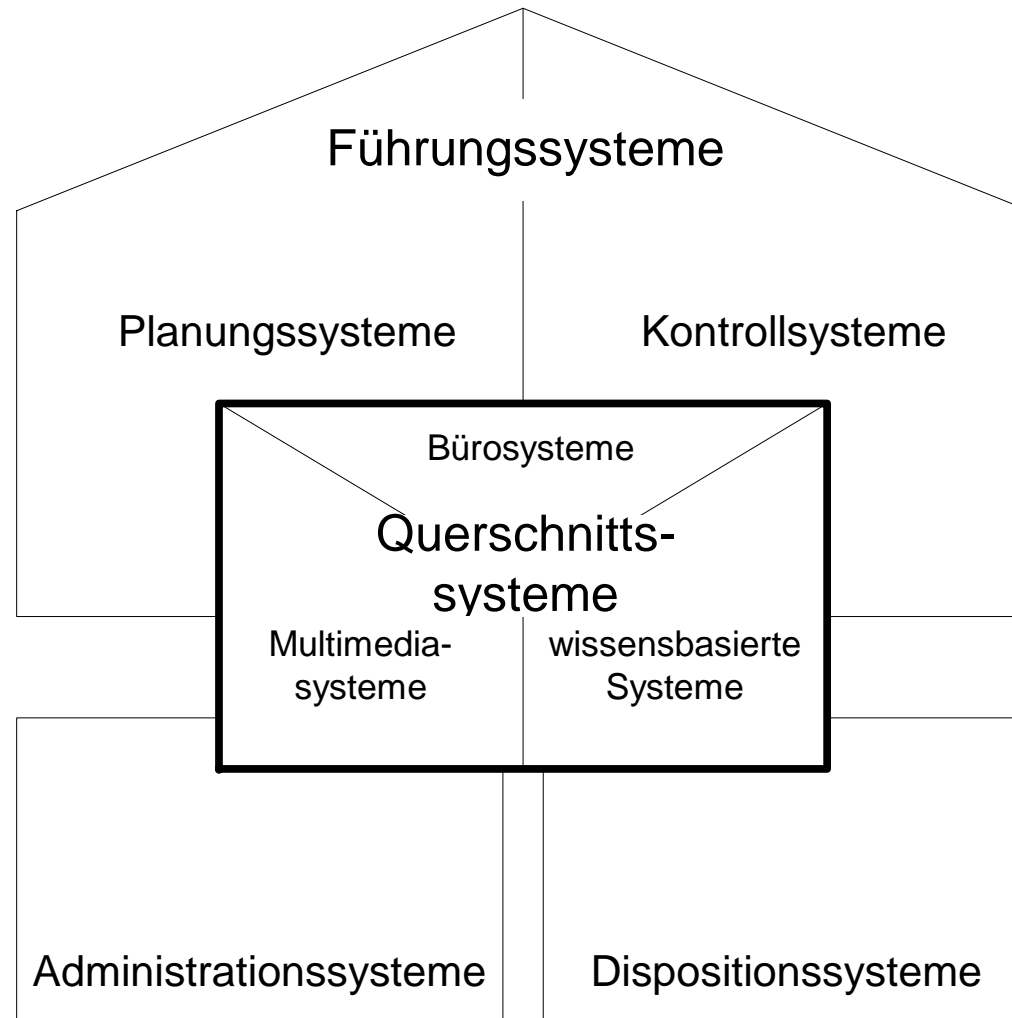 Führungssysteme
Planungssysteme
Kontrollsysteme
Bürosysteme
Querschnitts-
systeme
Multimedia-
systeme
wissensbasierte
Systeme
Administrationssysteme
Dispositionssysteme